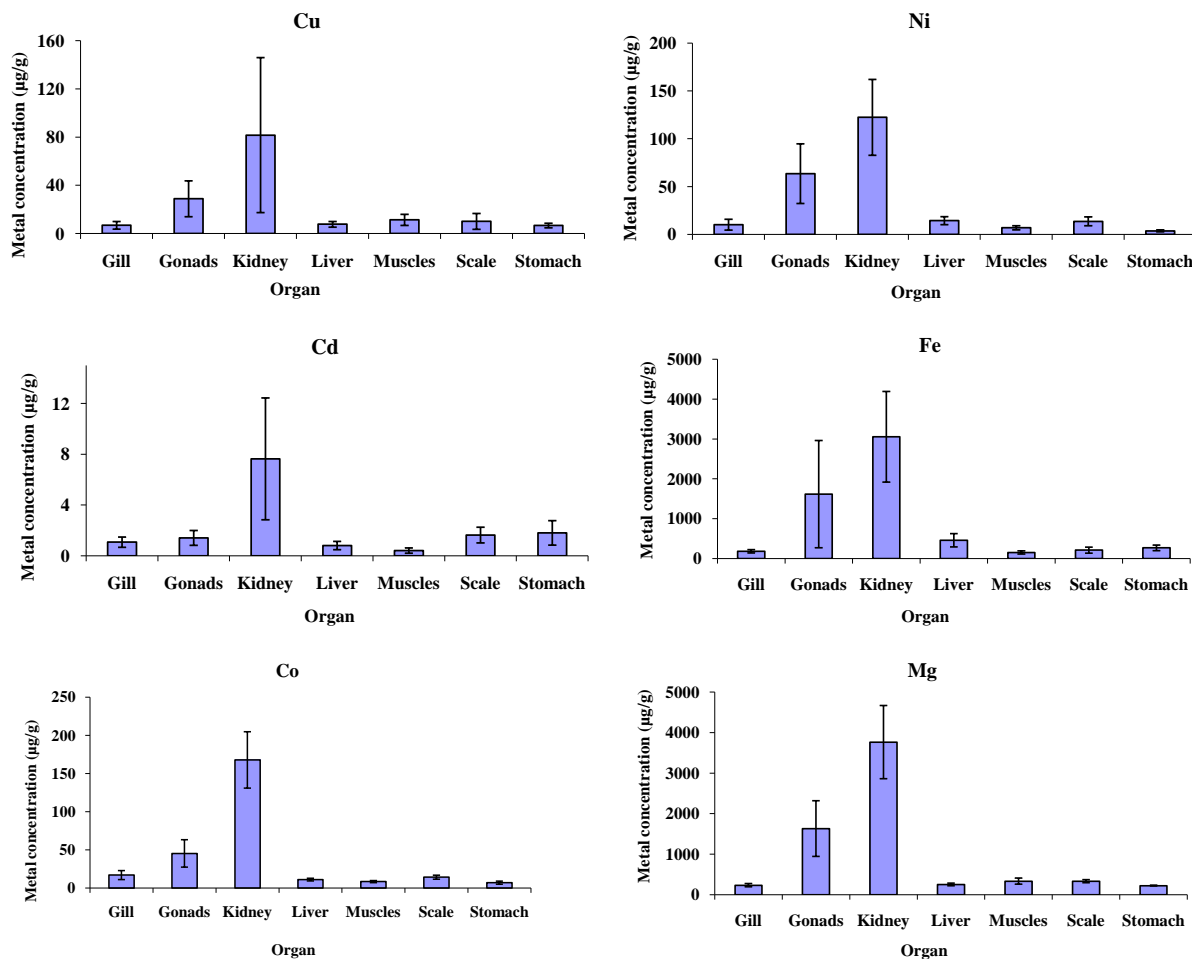 Cu
Metal concentration (µg/g)
160
120
80
40
0
Gill Gonads Kidney Liver Muscles Scale Stomach
Organ
Ni
Metal concentration (µg/g)
200
150
100
50
0
Gill Gonads Kidney Liver Muscles Scale Stomach
Organ
Cd
Metal concentration (µg/g)
12
8
4
0
Gill Gonads Kidney Liver Muscles Scale Stomach
Organ
Fe
Metal concentration (µg/g)
5000
4000
3000
2000
1000
0
Gill Gonads Kidney Liver Muscles Scale Stomach
Organ
Co
Metal concentration (µg/g)
250
200
150
100
50
0
Gill Gonads Kidney Liver Muscles Scale Stomach
Organ
Mg
Metal concentration (µg/g)
5000
4000
3000
2000
1000
0
Gill Gonads Kidney Liver Muscles Scale Stomach
Organ